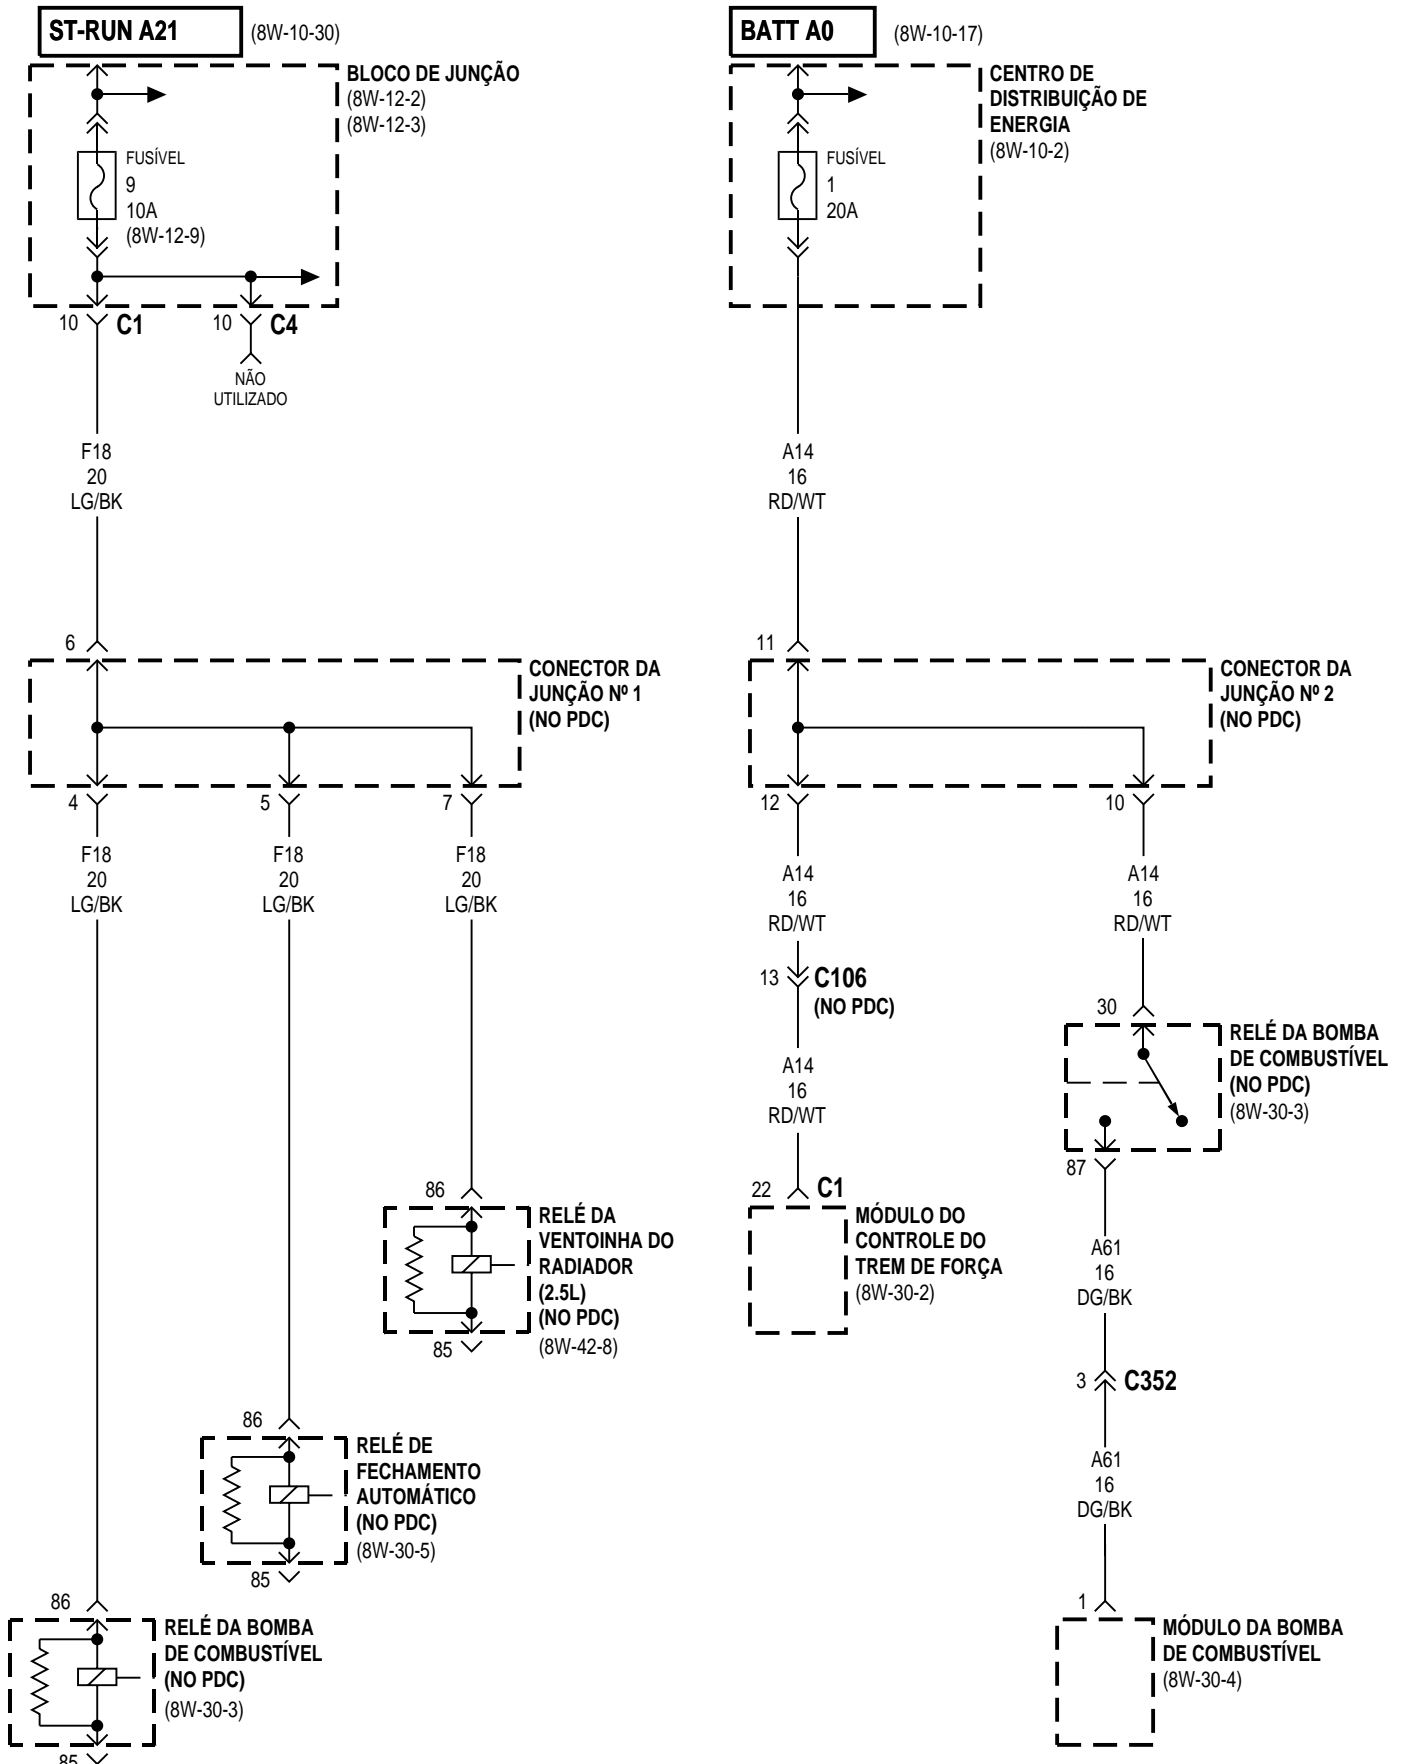 ST-RUN A21
(8W-10-30)
BLOCO DE JUNÇÃO
(8W-12-2)
(8W-12-3)
FUSÍVEL
9
10A
(8W-12-9)
10
C1
10
C4
NÃO
UTILIZADO
F18
20
LG/BK
6
CONECTOR DA
JUNÇÃO Nº 1
(NO PDC)
4
5
7
F18
20
LG/BK
F18
20
LG/BK
F18
20
LG/BK
86
RELÉ DA
VENTOINHA DO
RADIADOR
(2.5L)
(NO PDC)
(8W-42-8)
85
86
RELÉ DE
FECHAMENTO
AUTOMÁTICO
(NO PDC)
(8W-30-5)
85
86
RELÉ DA BOMBA
DE COMBUSTÍVEL
(NO PDC)
(8W-30-3)
85
BATT A0
(8W-10-17)
CENTRO DE
DISTRIBUIÇÃO DE
ENERGIA
(8W-10-2)
FUSÍVEL
1
20A
A14
16
RD/WT
11
CONECTOR DA
JUNÇÃO Nº 2
(NO PDC)
12
10
A14
16
RD/WT
13
C106
(NO PDC)
A14
16
RD/WT
22
C1
MÓDULO DO
CONTROLE DO
TREM DE FORÇA
(8W-30-2)
A14
16
RD/WT
30
RELÉ DA BOMBA
DE COMBUSTÍVEL
(NO PDC)
(8W-30-3)
87
A61
16
DG/BK
3
C352
A61
16
DG/BK
1
MÓDULO DA BOMBA
DE COMBUSTÍVEL
(8W-30-4)